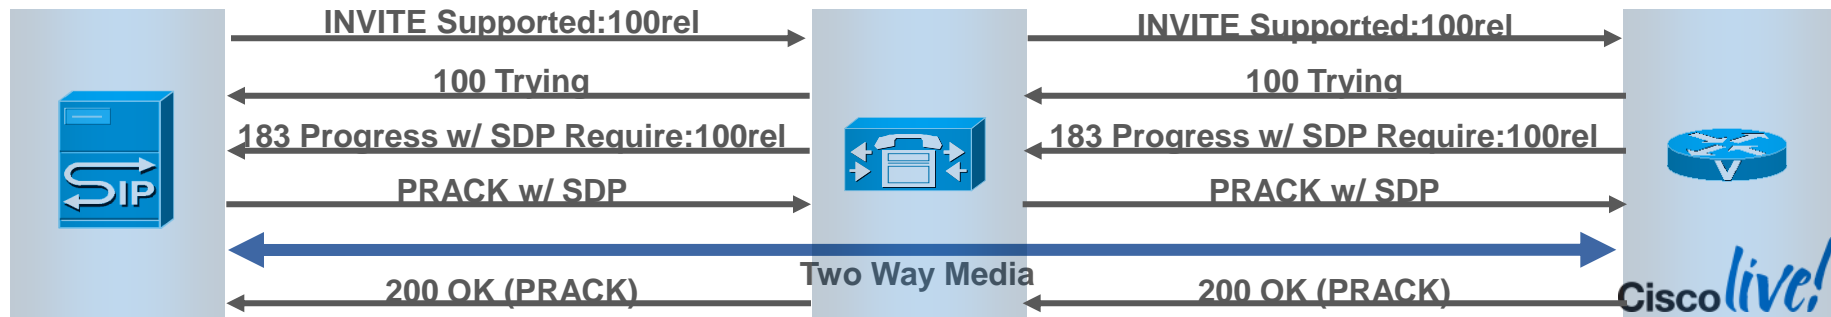 INVITE Supported:100rel
INVITE Supported:100rel
100 Trying
100 Trying
183 Progress w/ SDP Require:100rel
183 Progress w/ SDP Require:100rel
SIP
V
PRACK w/ SDP
PRACK w/ SDP
Two Way Media
200 OK (PRACK)
200 OK (PRACK)
Cisco live!